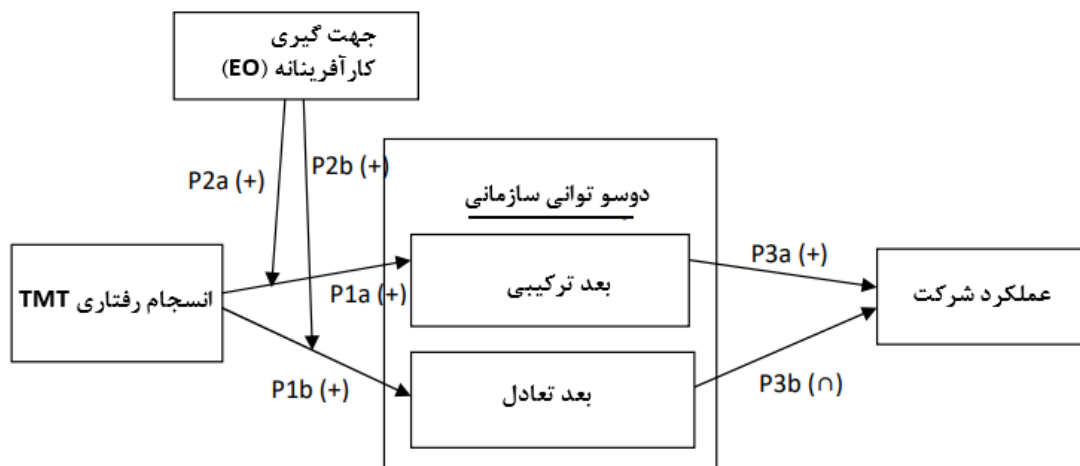 جهت گیری
کارآفرینانه (EO)
P2a (+)
P2b (+)
دوسو توانی سازمانی
انسجام رفتاری TMT
P1a (+)
بعد ترکیبی
P3a (+)
عملکرد شرکت
P1b (+)
بعد تعادل
P3b (∩)